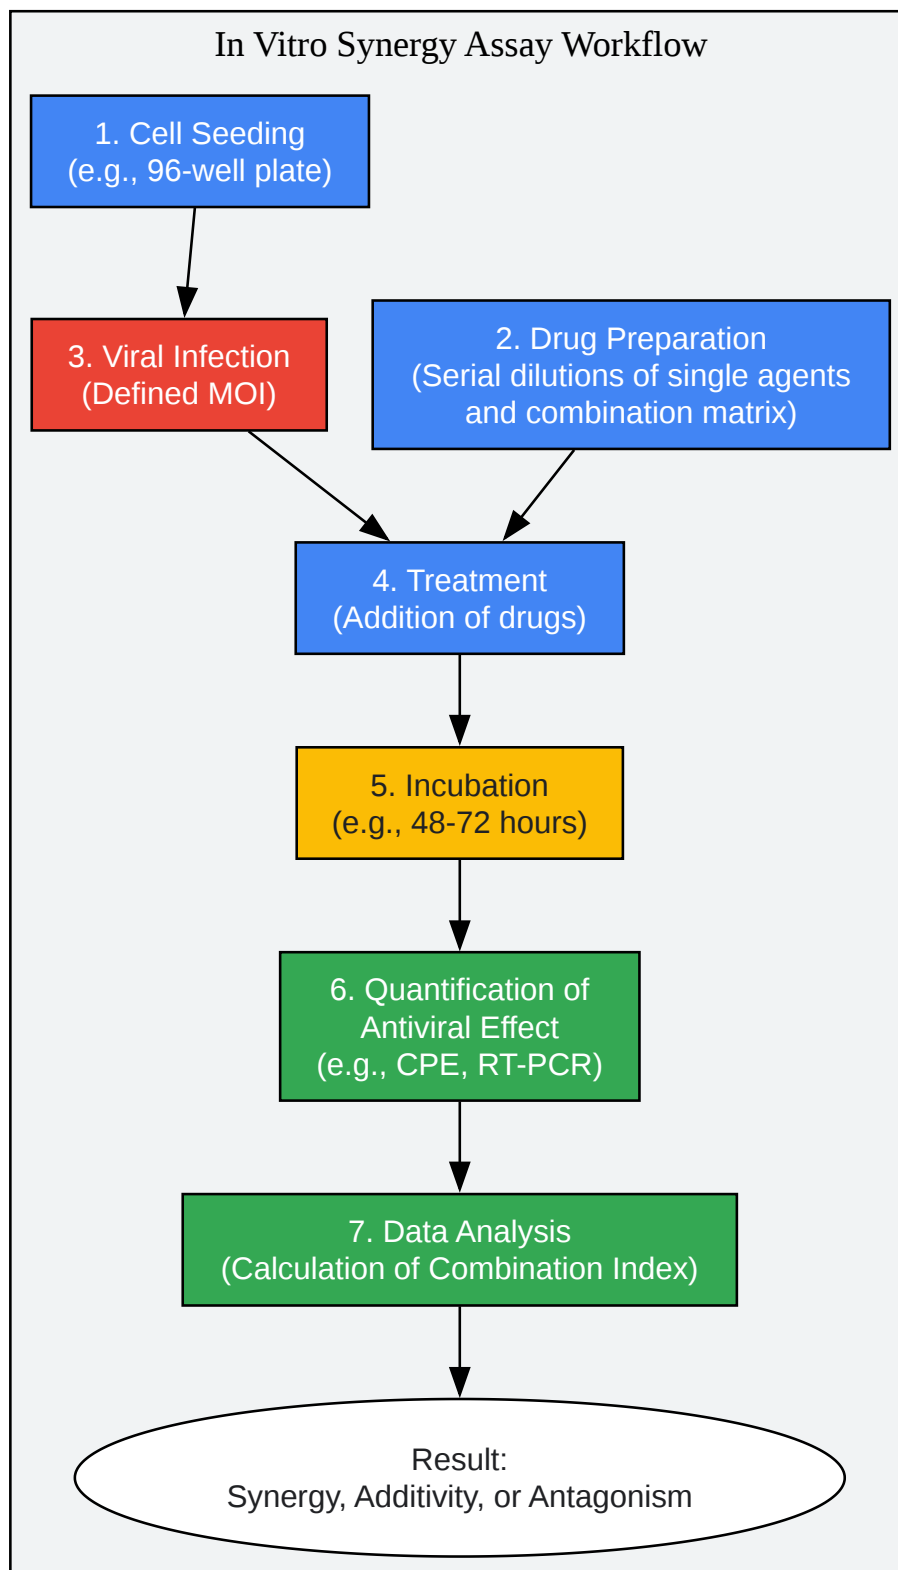 In Vitro Synergy Assay Workflow
1. Cell Seeding
(e.g., 96-well plate)
2. Drug Preparation
(Serial dilutions of single agents
and combination matrix)
3. Viral Infection
(Defined MOI)
4. Treatment
(Addition of drugs)
5. Incubation
(e.g., 48-72 hours)
6. Quantification of
Antiviral Effect
(e.g., CPE, RT-PCR)
7. Data Analysis
(Calculation of Combination Index)
Result:
Synergy, Additivity, or Antagonism